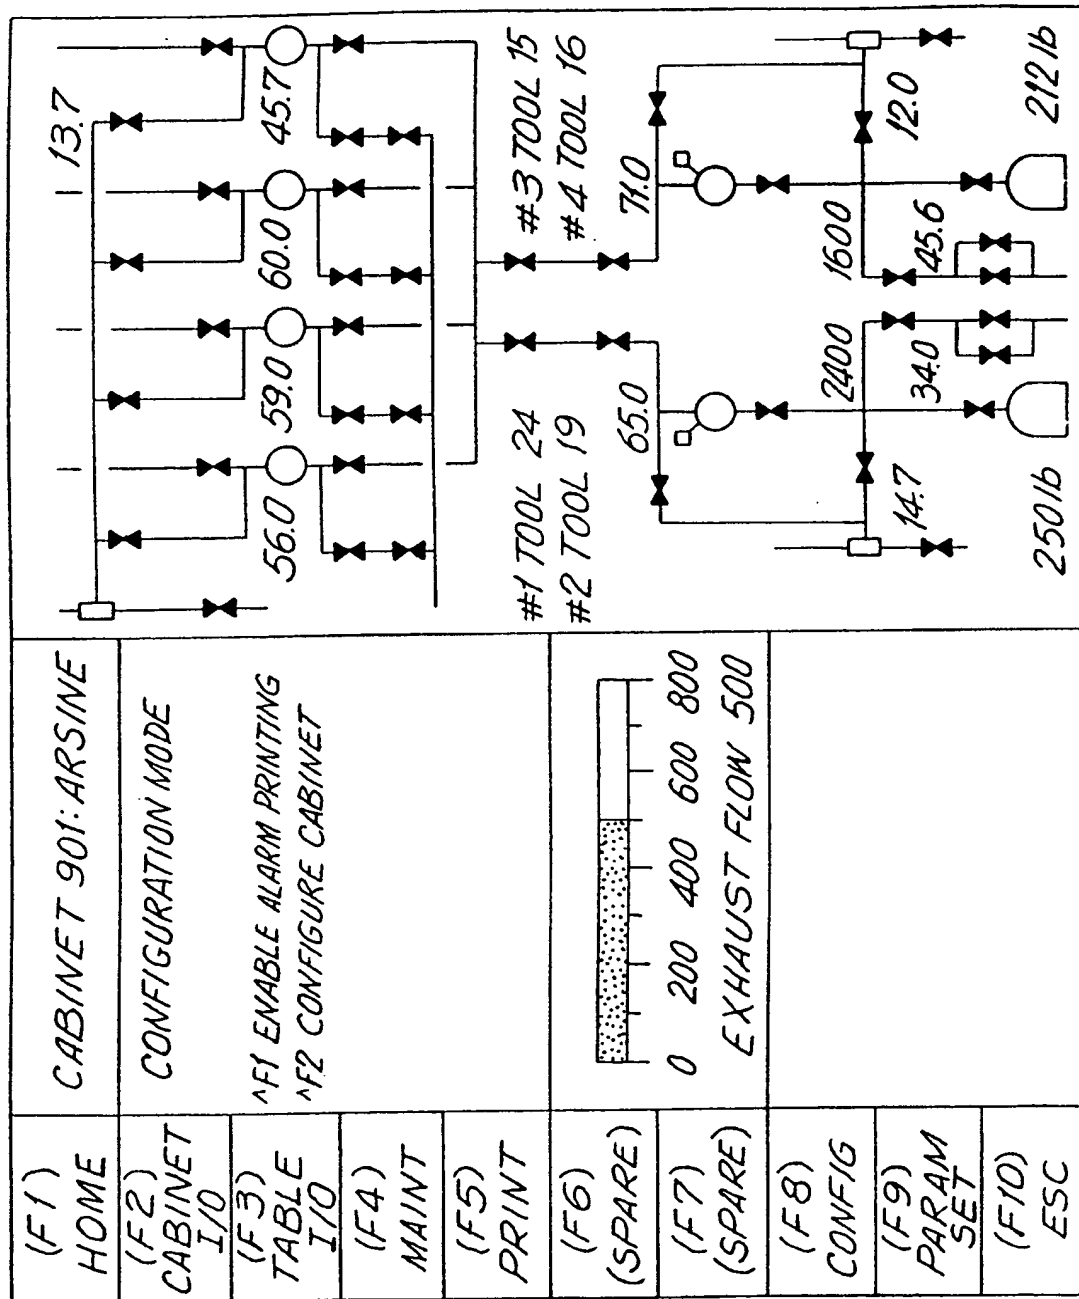 (F1)
HOME
(F2)
CABINET
I/O
(F3)
TABLE
I/O
(F4)
MAINT
(F5)
PRINT
(F6)
(SPARE)
(F7)
(SPARE)
(F8)
CONFIG
(F9)
PARAM
SET
(F10)
ESC
CABINET 901: ARSINE
CONFIGURATION MODE
^F1 ENABLE ALARM PRINTING
^F2 CONFIGURE CABINET
0 200 400 600 800
EXHAUST FLOW 500
13.7
56.0 59.0 60.0 45.7
#1 TOOL 24
#2 TOOL 19
#3 TOOL 15
#4 TOOL 16
65.0 71.0
2400 1600
14.7 34.0 45.6 12.0
250 lb 212 lb